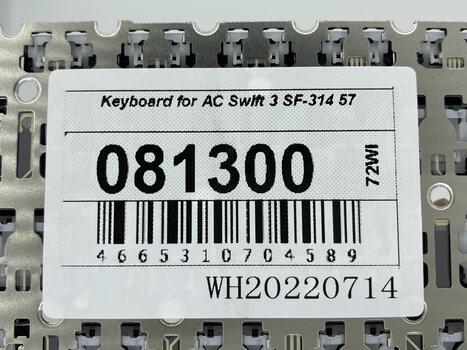 Keyboard for AC Swift 3 SF-314 57
081300
72WI
4665310704589
WH20220714